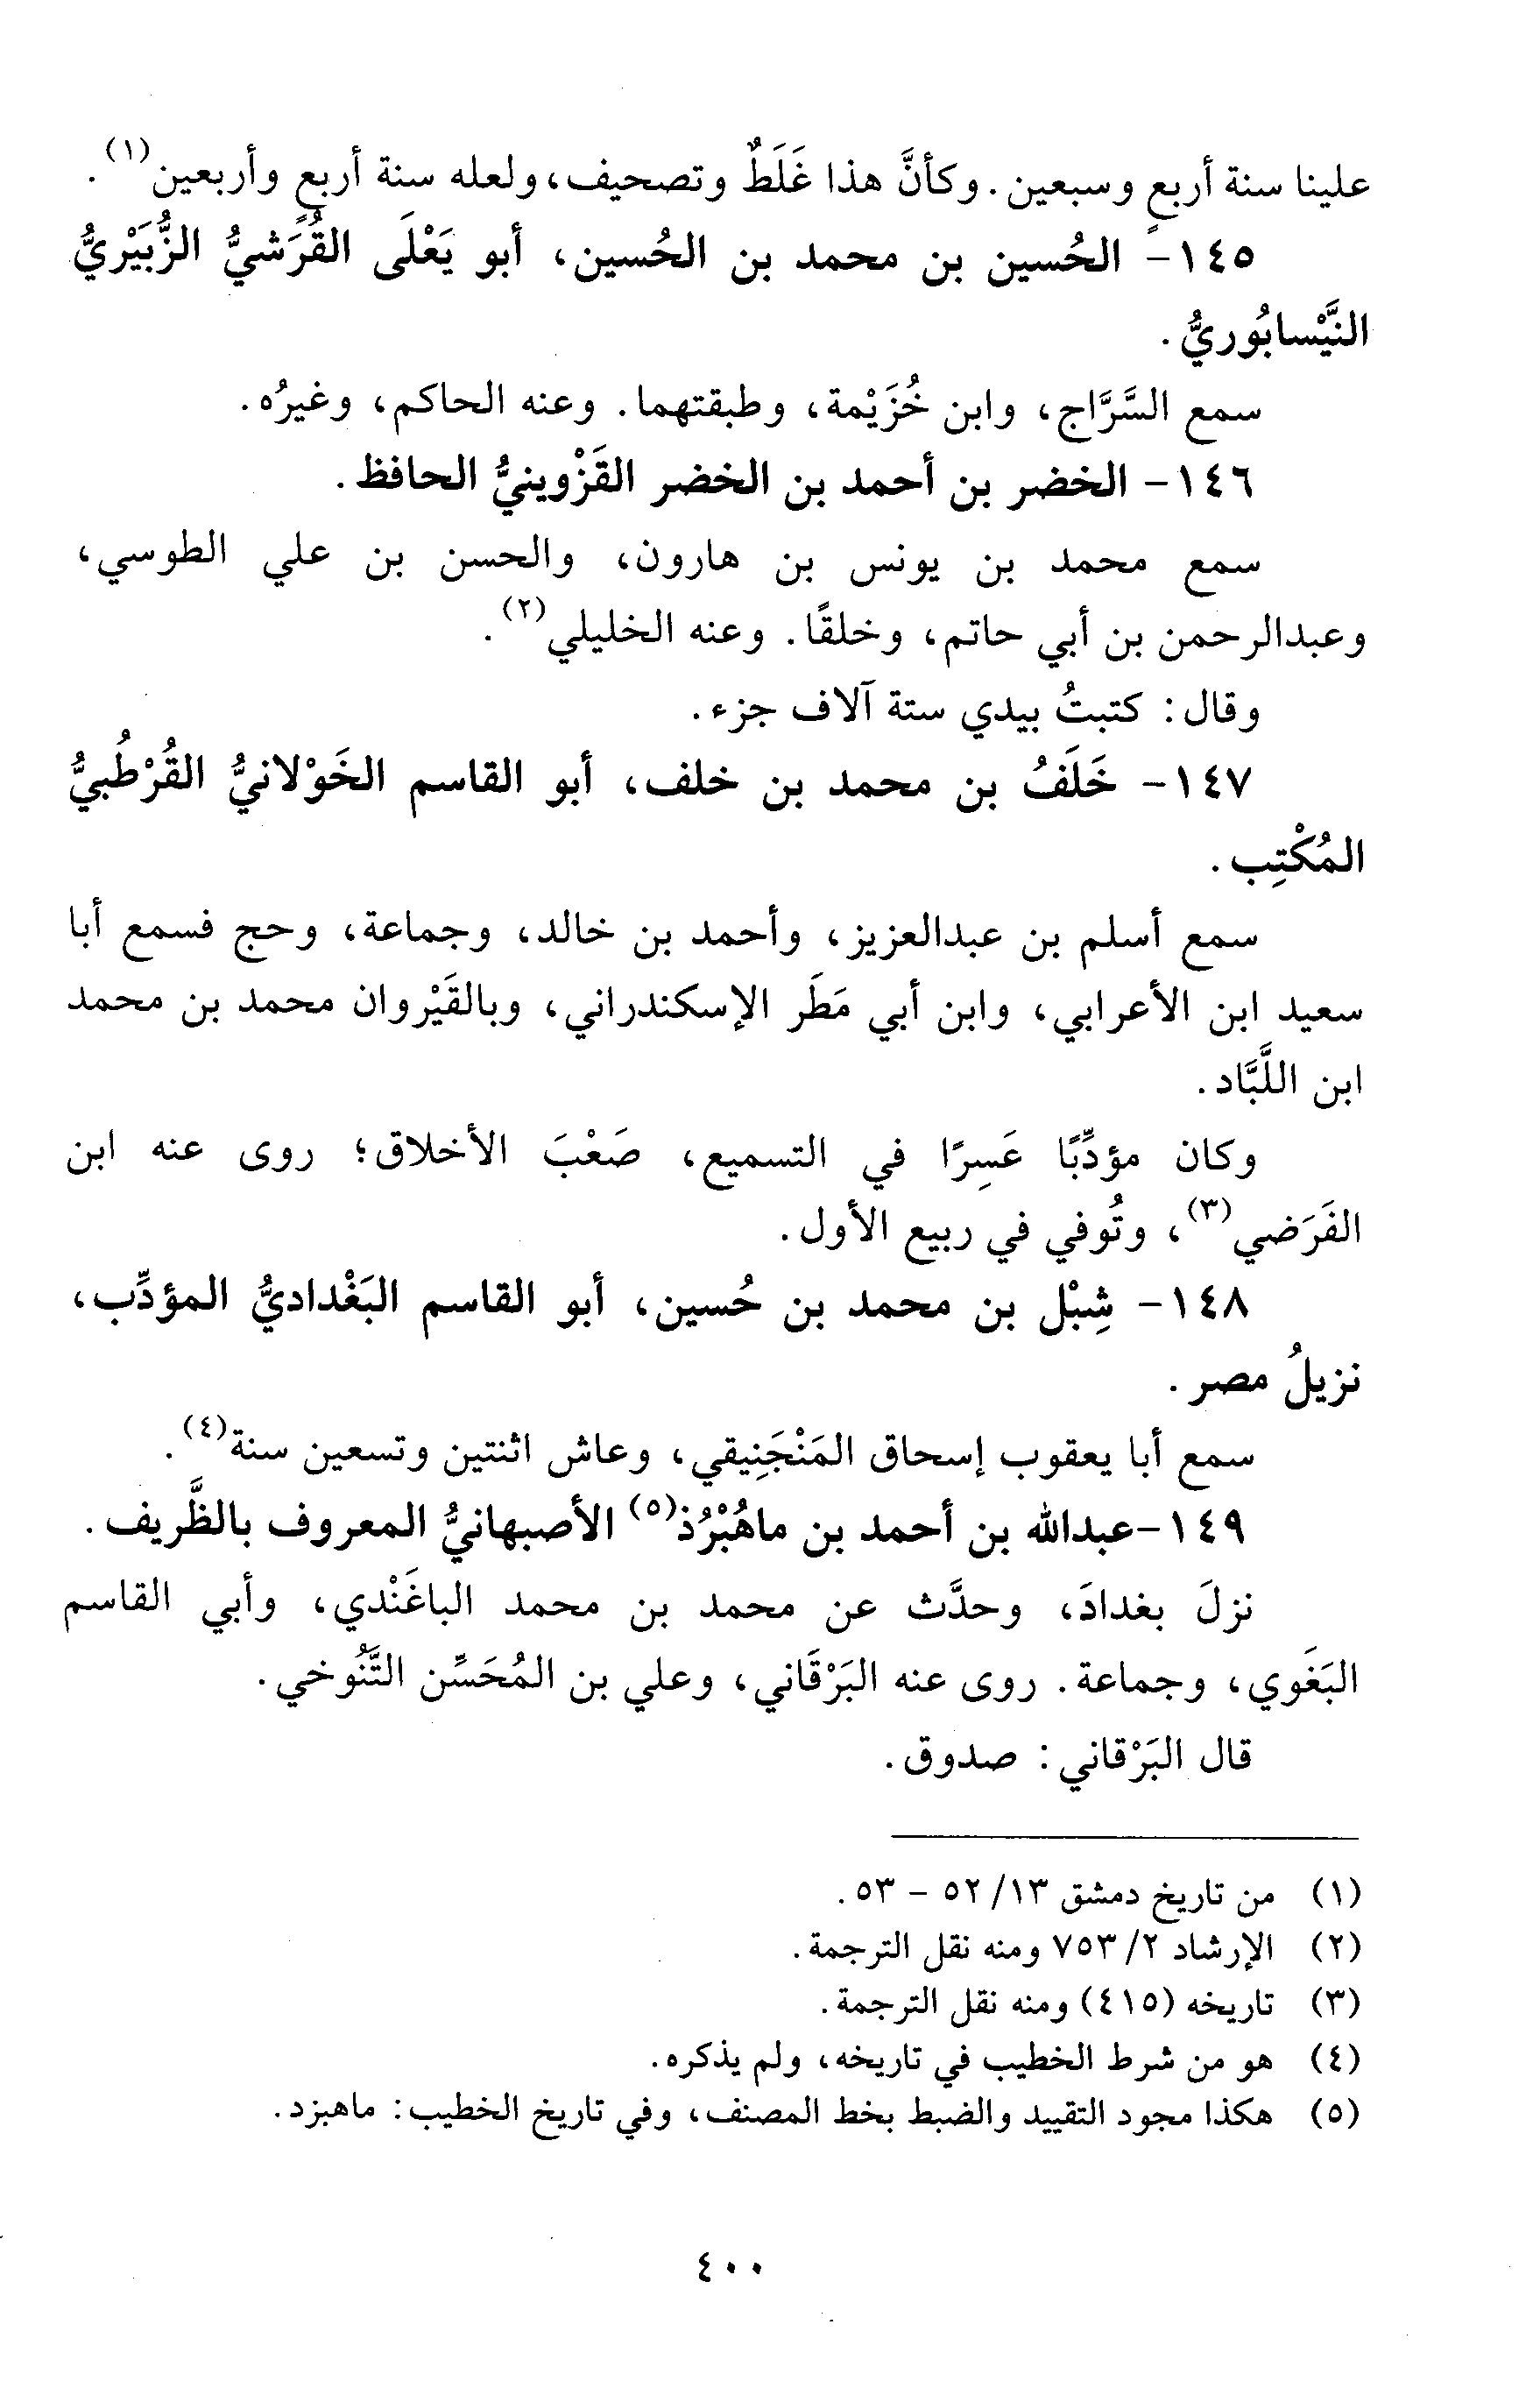 علينا سنة أربعٍ وسبعين. وكأنَّ هذا غَلَطٌ وتصحيف، ولعله سنة أربعٍ وأربعين(١).
١٤٥- الحُسين بن محمد بن الحُسين، أبو يَعْلَى القُرَشيُّ الزُّبَيْريُّ
النَّيْسابُوريُّ.
سمع السَّرَّاج، وابن خُزَيْمة، وطبقتهما. وعنه الحاكم، وغيرُه.
١٤٦- الخضر بن أحمد بن الخضر القَزْوينيُّ الحافظ.
سمع محمد بن يونس بن هارون، والحسن بن علي الطوسي،
وعبدالرحمن بن أبي حاتم، وخلقًا. وعنه الخليلي(٢).
وقال: كتبتُ بيدي ستة آلاف جزء.
١٤٧- خَلَفُ بن محمد بن خلف، أبو القاسم الخَوْلانيُّ القُرْطُبيُّ
المُكْتِب.
سمع أسلم بن عبدالعزيز، وأحمد بن خالد، وجماعة، وحج فسمع أبا
سعيد ابن الأعرابي، وابن أبي مَطَر الإسكندراني، وبالقَيْروان محمد بن محمد
ابن اللَّبَّاد.
وكان مؤدِّبًا عَسِرًا في التسميع، صَعْبَ الأخلاق؛ روى عنه ابن
الفَرَضي(٣)، وتُوفي في ربيع الأول.
١٤٨- شِبْل بن محمد بن حُسين، أبو القاسم البَغْداديُّ المؤدِّب،
نزيلُ مصر.
سمع أبا يعقوب إسحاق المَنْجَنِيقي، وعاش اثنتين وتسعين سنة(٤).
١٤٩-عبدالله بن أحمد بن ماهُبْرُذ(٥) الأصبهانيُّ المعروف بالظَّريف.
نزلَ بغدادَ، وحدَّث عن محمد بن محمد الباغَنْدي، وأبي القاسم
البَغَوي، وجماعة. روى عنه البَرْقَاني، وعلي بن المُحَسِّن التَّنُوخي.
قال البَرْقاني: صدوق.
(١) من تاريخ دمشق ١٣/ ٥٢ - ٥٣.
(٢) الإرشاد ٢/ ٧٥٣ ومنه نقل الترجمة.
(٣) تاريخه (٤١٥) ومنه نقل الترجمة.
(٤) هو من شرط الخطيب في تاريخه، ولم يذكره.
(٥) هكذا مجود التقييد والضبط بخط المصنف، وفي تاريخ الخطيب: ماهبزد.
٤٠٠